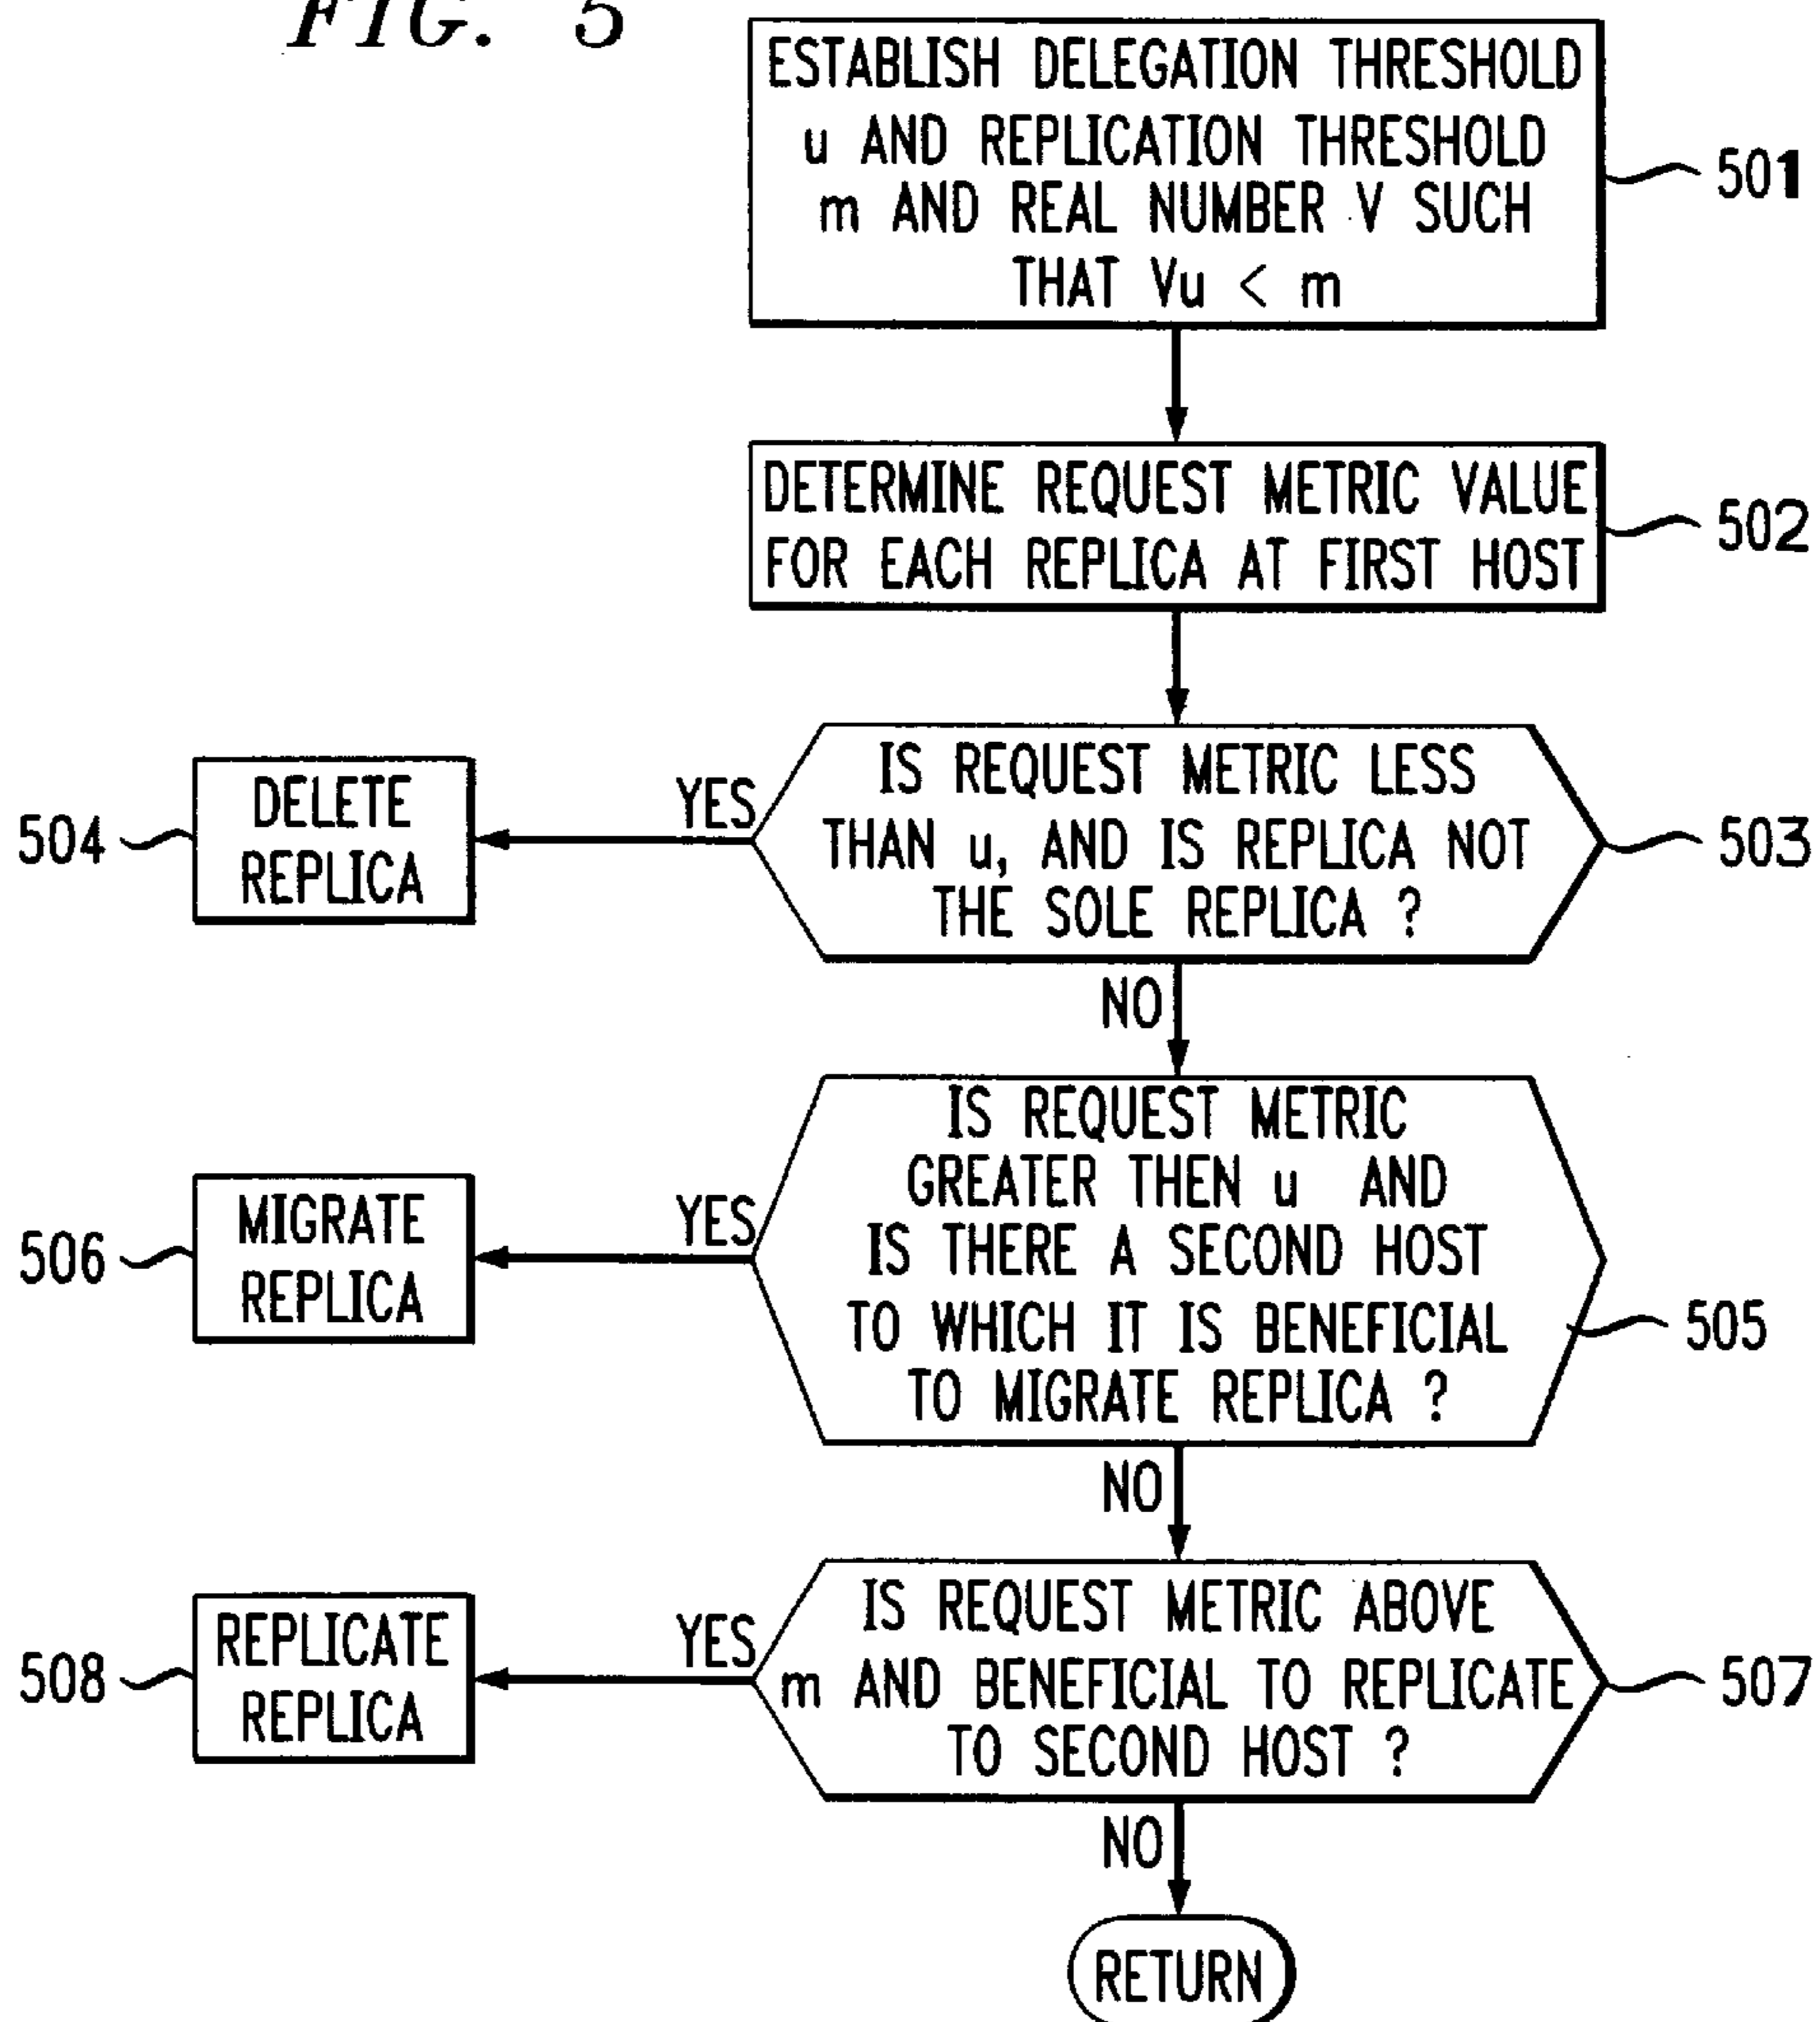 FIG. 5
ESTABLISH DELEGATION THRESHOLD
u AND REPLICATION THRESHOLD
m AND REAL NUMBER V SUCH
THAT Vu < m
501
DETERMINE REQUEST METRIC VALUE
FOR EACH REPLICA AT FIRST HOST
502
IS REQUEST METRIC LESS
THAN u, AND IS REPLICA NOT
THE SOLE REPLICA ?
503
YES
DELETE
REPLICA
504
NO
IS REQUEST METRIC
GREATER THEN u AND
IS THERE A SECOND HOST
TO WHICH IT IS BENEFICIAL
TO MIGRATE REPLICA ?
505
YES
MIGRATE
REPLICA
506
NO
IS REQUEST METRIC ABOVE
m AND BENEFICIAL TO REPLICATE
TO SECOND HOST ?
507
YES
REPLICATE
REPLICA
508
NO
RETURN